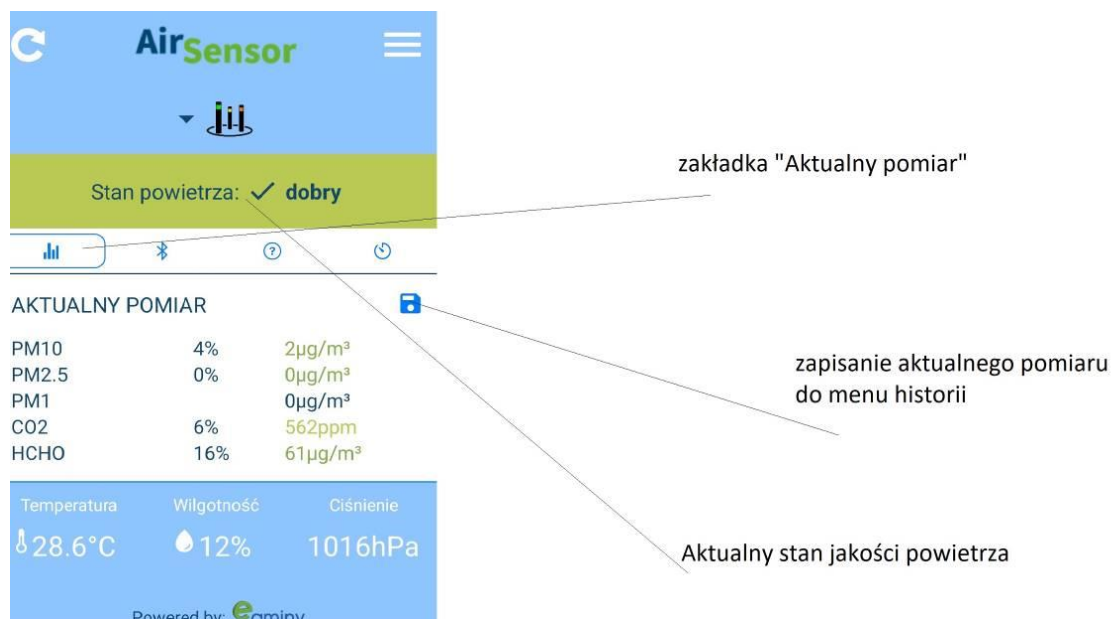 AirSensor
Stan powietrza: dobry
AKTUALNY POMIAR
PM10 4% 2µg/m³
PM2.5 0% 0µg/m³
PM1 0µg/m³
CO2 6% 562ppm
HCHO 16% 61µg/m³
Temperatura Wilgotność Ciśnienie
28.6°C 12% 1016hPa
Powered by: eGminy
zakładka "Aktualny pomiar"
zapisanie aktualnego pomiaru
do menu historii
Aktualny stan jakości powietrza